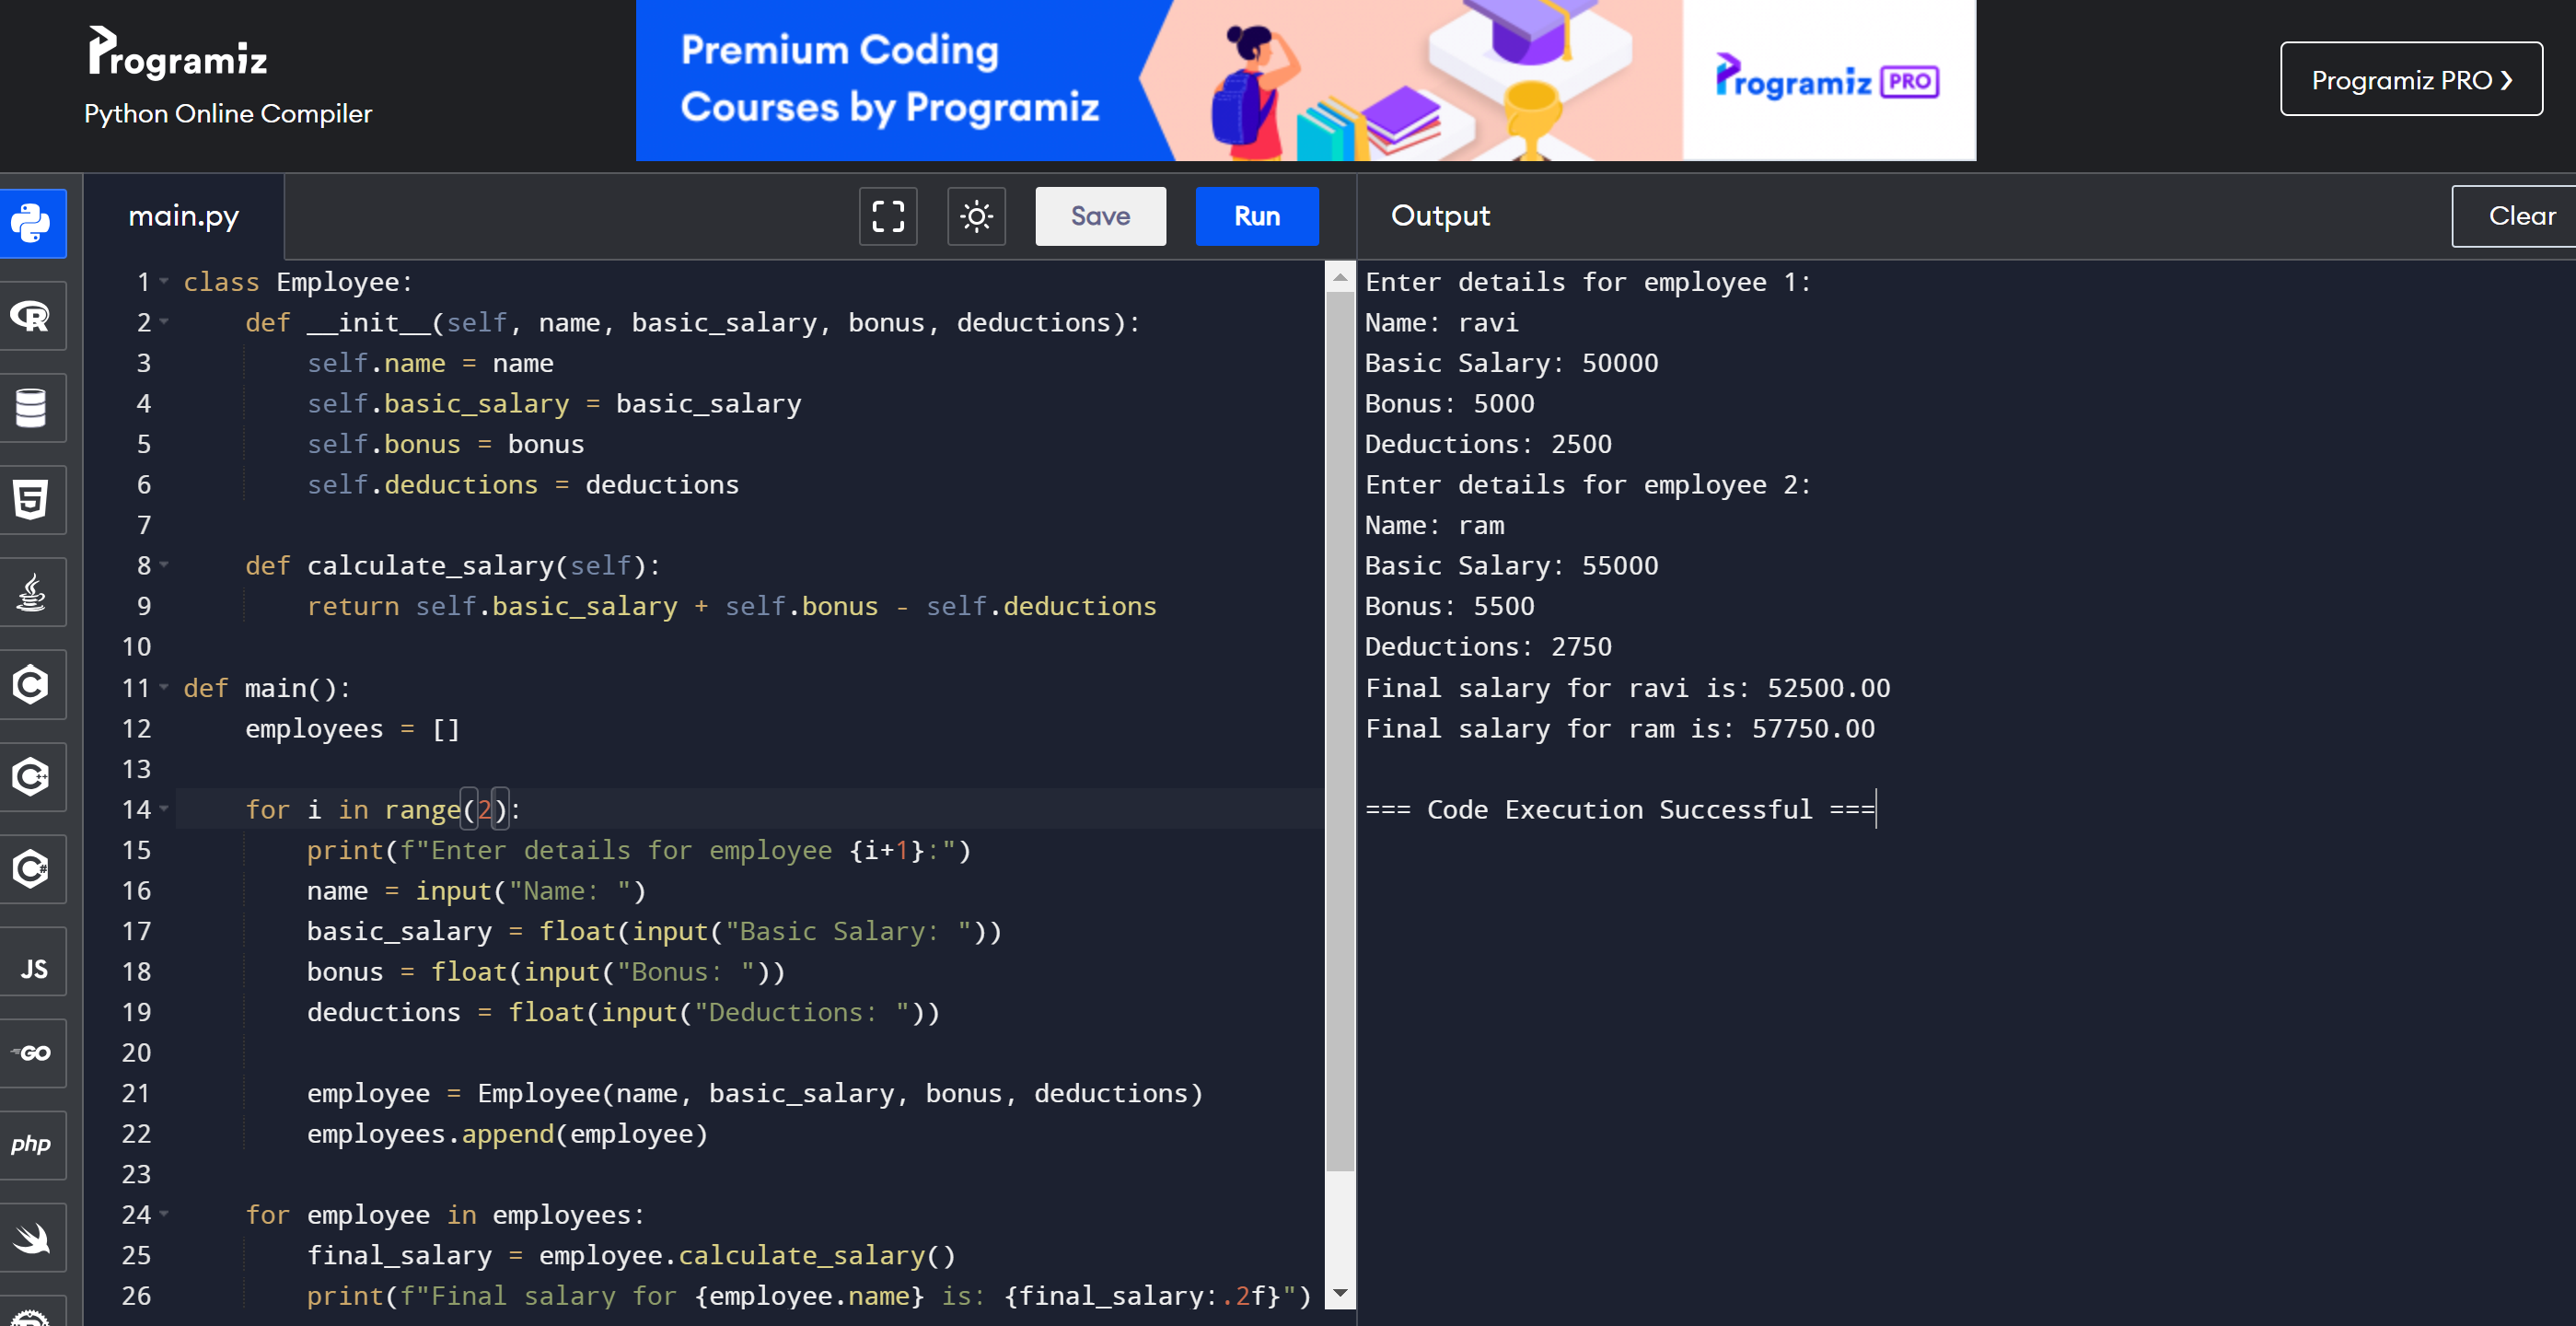 Programiz
Python Online Compiler
Premium Coding
Courses by Programiz
Programiz PRO
Programiz PRO ❯
main.py
Save
Run
Output
Clear
1 class Employee:
2     def __init__(self, name, basic_salary, bonus, deductions):
3         self.name = name
4         self.basic_salary = basic_salary
5         self.bonus = bonus
6         self.deductions = deductions
7
8     def calculate_salary(self):
9         return self.basic_salary + self.bonus - self.deductions
10
11 def main():
12     employees = []
13
14     for i in range(2):
15         print(f"Enter details for employee {i+1}:")
16         name = input("Name: ")
17         basic_salary = float(input("Basic Salary: "))
18         bonus = float(input("Bonus: "))
19         deductions = float(input("Deductions: "))
20
21         employee = Employee(name, basic_salary, bonus, deductions)
22         employees.append(employee)
23
24     for employee in employees:
25         final_salary = employee.calculate_salary()
26         print(f"Final salary for {employee.name} is: {final_salary:.2f}")
Enter details for employee 1:
Name: ravi
Basic Salary: 50000
Bonus: 5000
Deductions: 2500
Enter details for employee 2:
Name: ram
Basic Salary: 55000
Bonus: 5500
Deductions: 2750
Final salary for ravi is: 52500.00
Final salary for ram is: 57750.00
=== Code Execution Successful ===
R
5
C
C++
C#
JS
GO
php